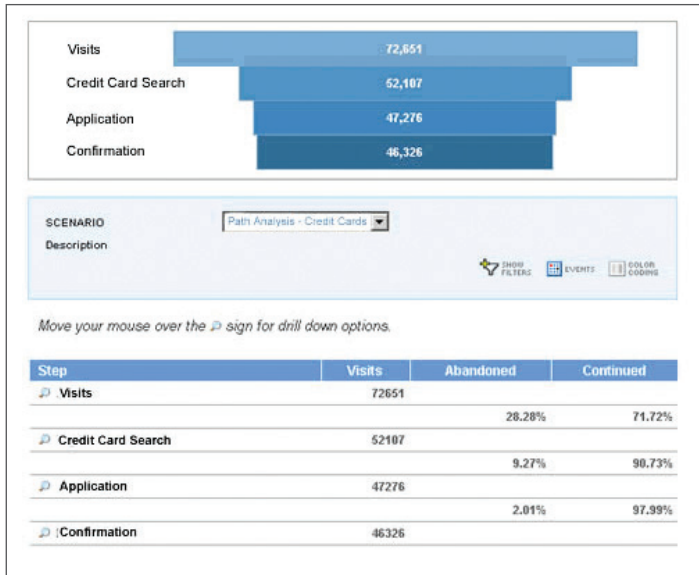 Visits 72,651
Credit Card Search 52,107
Application 47,276
Confirmation 46,326
SCENARIO Path Analysis - Credit Cards
Description
SHOW FILTERS EVENTS COLOR CODING
Move your mouse over the sign for drill down options.
Step Visits Abandoned Continued
Visits 72651
28.28% 71.72%
Credit Card Search 52107
9.27% 90.73%
Application 47276
2.01% 97.99%
Confirmation 46326